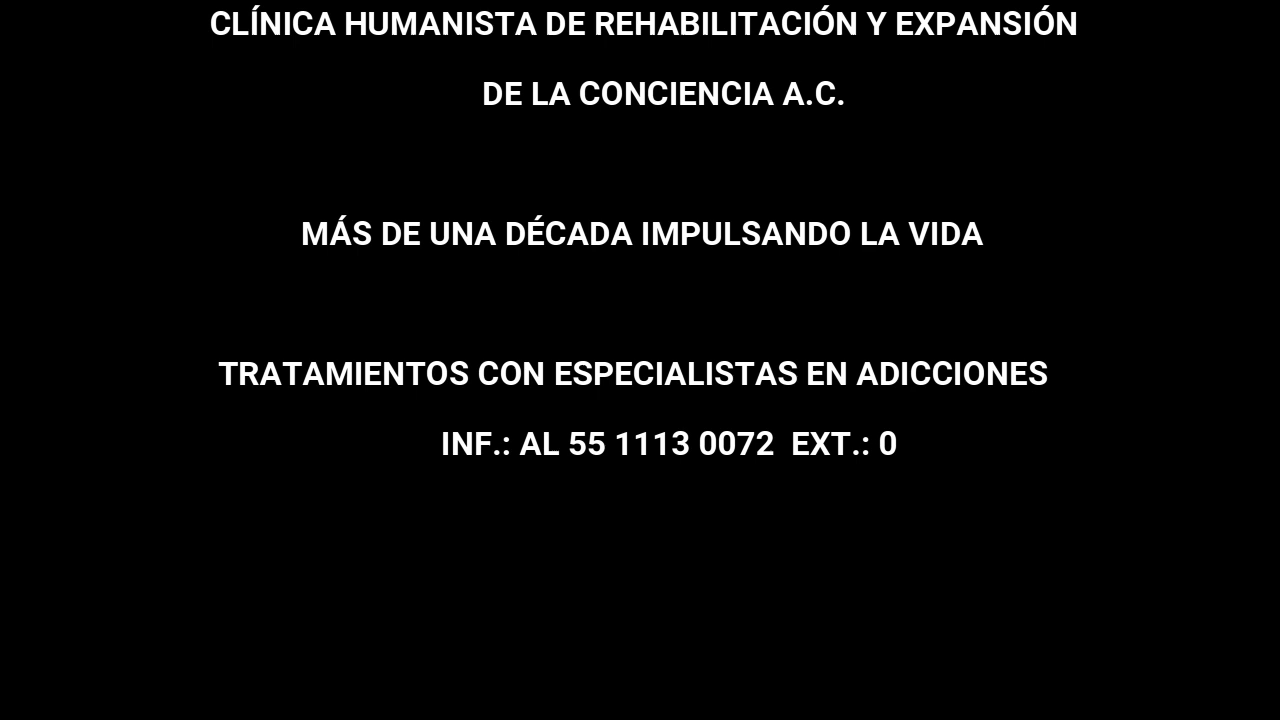 CLÍNICA HUMANISTA DE REHABILITACIÓN Y EXPANSIÓN
DE LA CONCIENCIA A.C.
MÁS DE UNA DÉCADA IMPULSANDO LA VIDA
TRATAMIENTOS CON ESPECIALISTAS EN ADICCIONES
INF.: AL 55 1113 0072  EXT.: 0